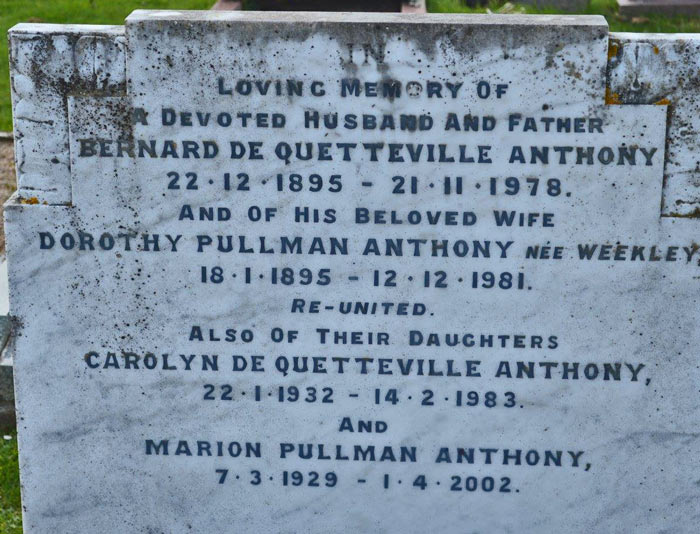 IN
LOVING MEMORY OF
A DEVOTED HUSBAND AND FATHER
BERNARD DE QUETTEVILLE ANTHONY
22·12·1895 - 21·11·1978.
AND OF HIS BELOVED WIFE
DOROTHY PULLMAN ANTHONY NÉE WEEKLEY,
18·1·1895 - 12·12·1981.
RE-UNITED.
ALSO OF THEIR DAUGHTERS
CAROLYN DE QUETTEVILLE ANTHONY,
22·1·1932 - 14·2·1983.
AND
MARION PULLMAN ANTHONY,
7·3·1929 - 1·4·2002.